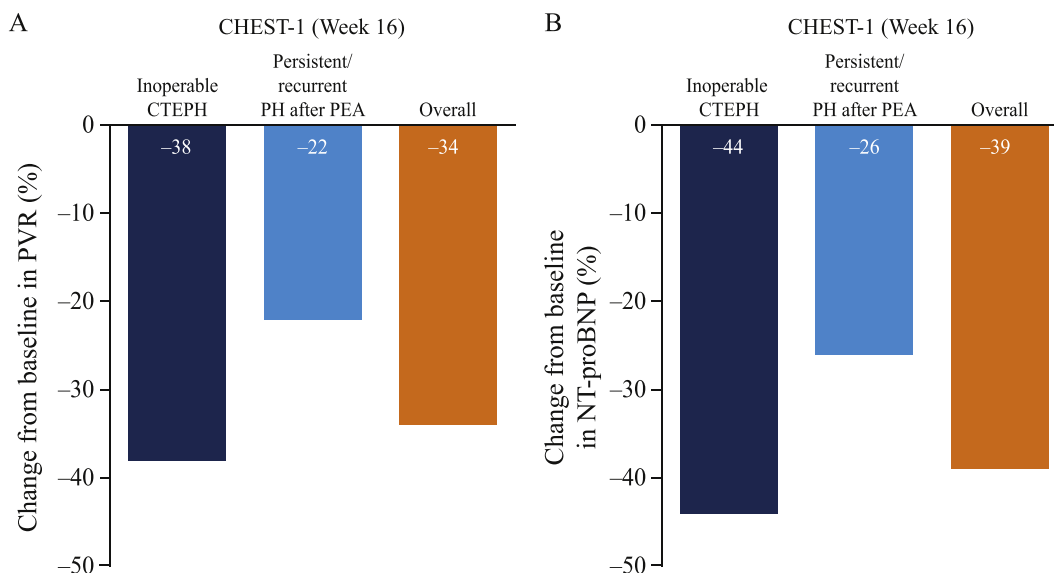 A
CHEST-1 (Week 16)
Inoperable
CTEPH
Persistent/
recurrent
PH after PEA
Overall
Change from baseline in PVR (%)
0
–10
–20
–30
–40
–50
–38
–22
–34
B
CHEST-1 (Week 16)
Inoperable
CTEPH
Persistent/
recurrent
PH after PEA
Overall
Change from baseline
in NT-proBNP (%)
0
–10
–20
–30
–40
–50
–44
–26
–39